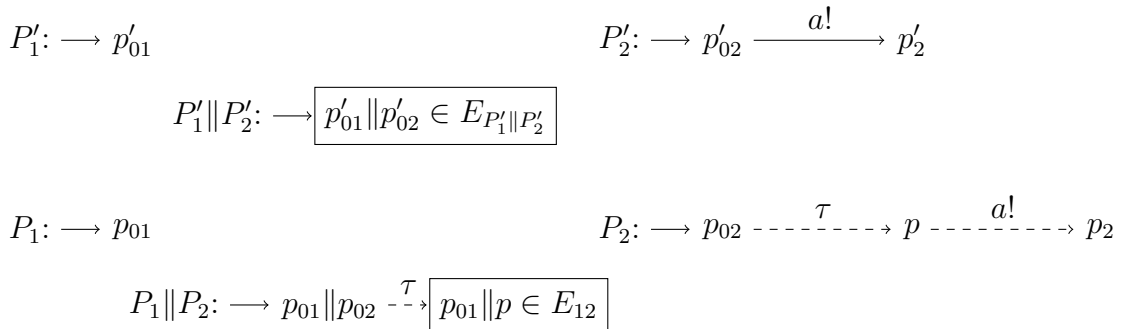 P′₁: ⟶ p′₀₁
P′₂: ⟶ p′₀₂ a! p′₂
P′₁‖P′₂: ⟶ p′₀₁‖p′₀₂ ∈ E_{P′₁‖P′₂}
P₁: ⟶ p₀₁
P₂: ⟶ p₀₂ τ p a! p₂
P₁‖P₂: ⟶ p₀₁‖p₀₂ τ p₀₁‖p ∈ E₁₂